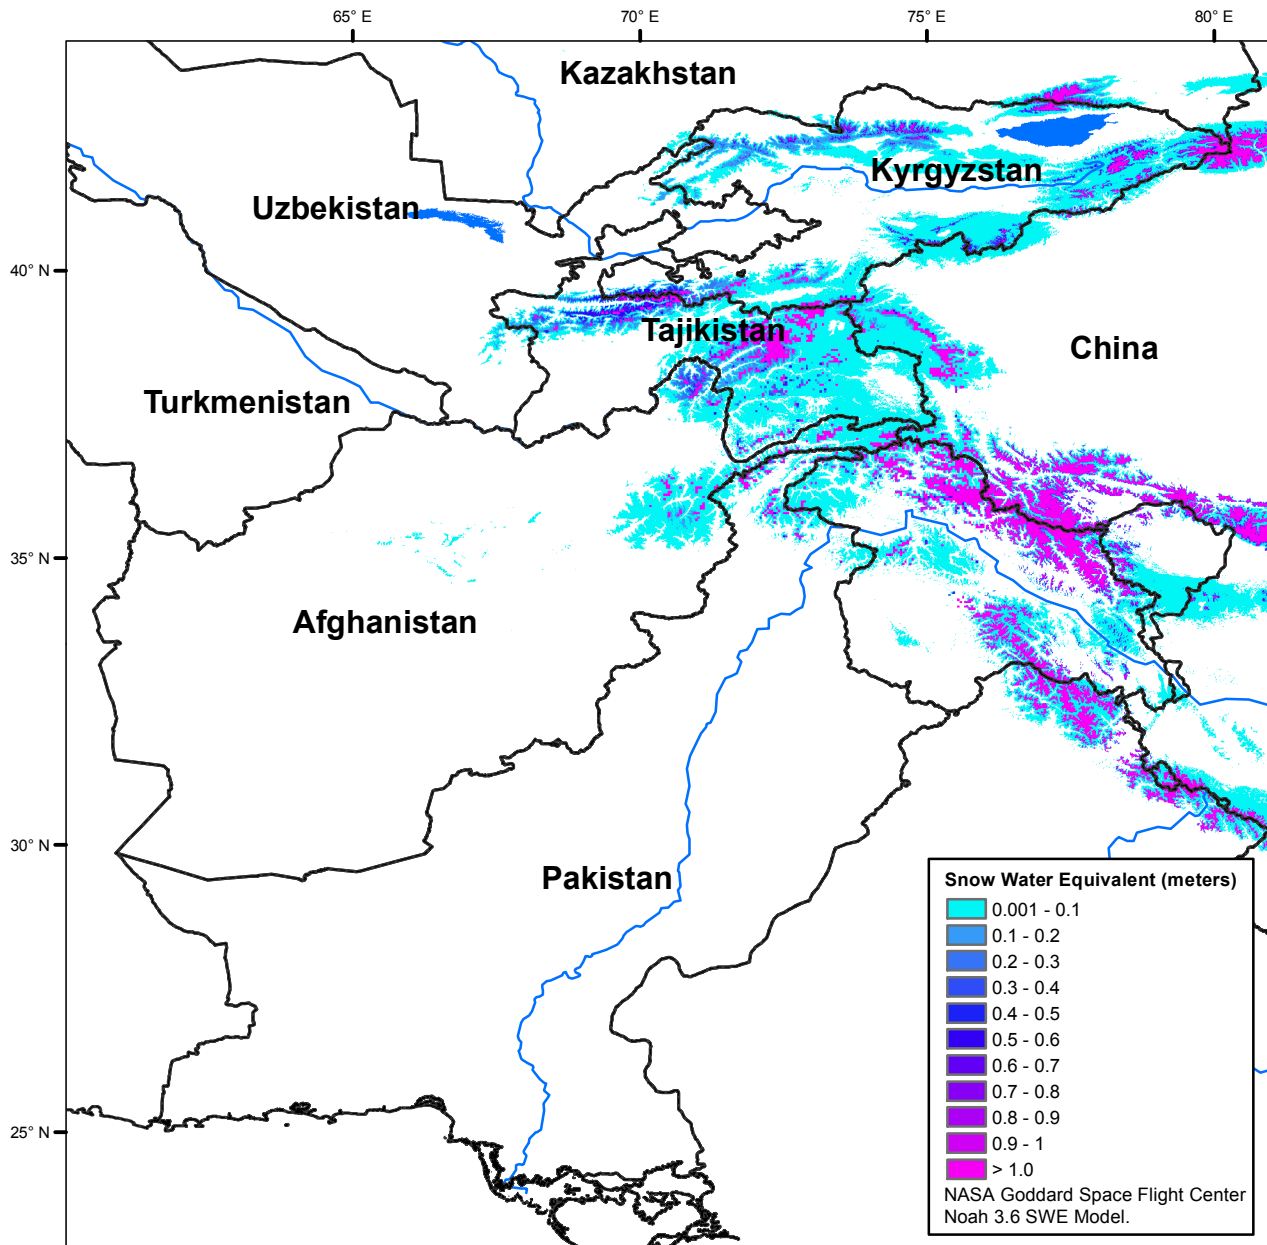 65° E
70° E
75° E
80° E
Kazakhstan
Kyrgyzstan
Uzbekistan
40° N
Tajikistan
China
Turkmenistan
35° N
Afghanistan
30° N
Pakistan
25° N
Snow Water Equivalent (meters)
0.001 - 0.1
0.1 - 0.2
0.2 - 0.3
0.3 - 0.4
0.4 - 0.5
0.5 - 0.6
0.6 - 0.7
0.7 - 0.8
0.8 - 0.9
0.9 - 1
> 1.0
NASA Goddard Space Flight Center
Noah 3.6 SWE Model.